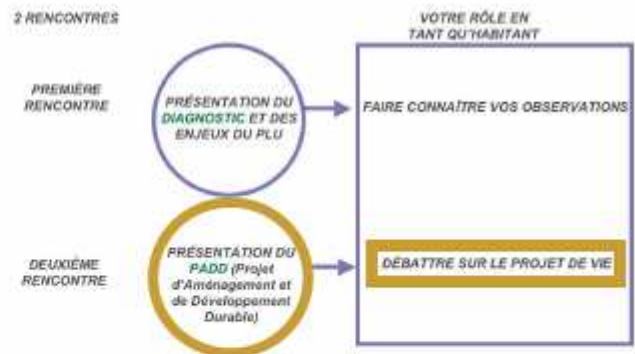 2 RENCONTRES
VOTRE RÔLE EN
TANT QU'HABITANT
PREMIÈRE
RENCONTRE
PRÉSENTATION DU
DIAGNOSTIC ET DES
ENJEUX DU PLU
FAIRE CONNAÎTRE VOS OBSERVATIONS
DEUXIÈME
RENCONTRE
PRÉSENTATION DU
PADD (Projet
d'Aménagement et
de Développement
Durable)
DÉBATTRE SUR LE PROJET DE VIE